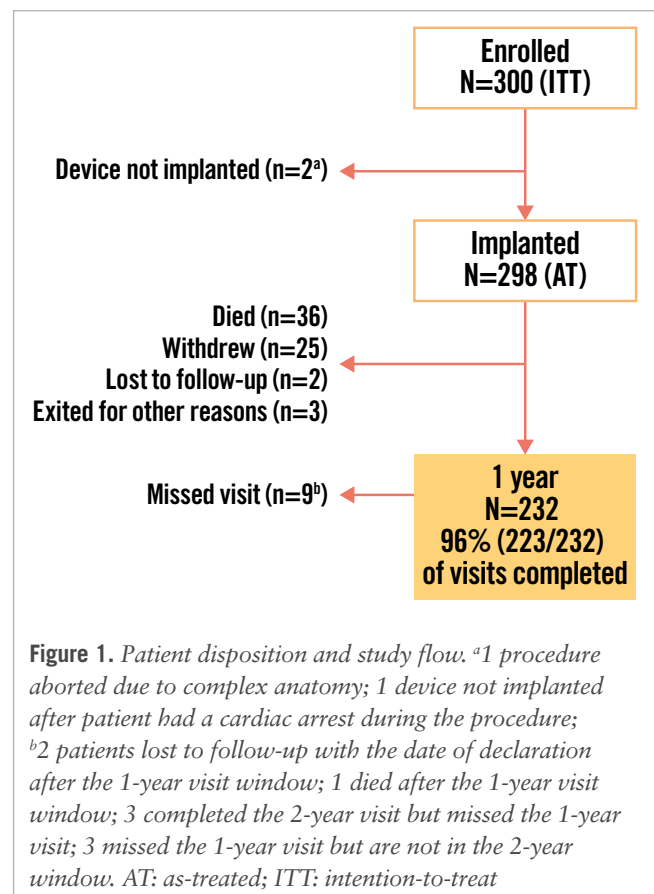 Enrolled
N=300 (ITT)
Device not implanted (n=2ᵃ)
Implanted
N=298 (AT)
Died (n=36)
Withdrew (n=25)
Lost to follow-up (n=2)
Exited for other reasons (n=3)
Missed visit (n=9ᵇ)
1 year
N=232
96% (223/232)
of visits completed
Figure 1. Patient disposition and study flow. ᵃ1 procedure
aborted due to complex anatomy; 1 device not implanted
after patient had a cardiac arrest during the procedure;
ᵇ2 patients lost to follow-up with the date of declaration
after the 1-year visit window; 1 died after the 1-year visit
window; 3 completed the 2-year visit but missed the 1-year
visit; 3 missed the 1-year visit but are not in the 2-year
window. AT: as-treated; ITT: intention-to-treat